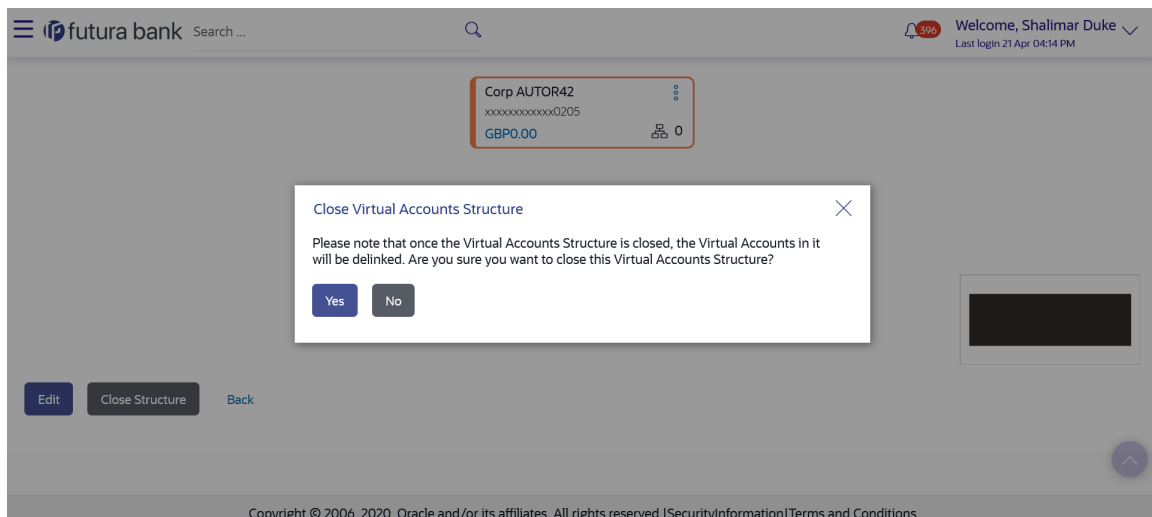 futura bank Search ... 396 Welcome, Shalimar Duke
Last login 21 Apr 04:14 PM
Corp AUTOR42
xxxxxxxxxxxx0205
GBP0.00 0
Close Virtual Accounts Structure
Please note that once the Virtual Accounts Structure is closed, the Virtual Accounts in it
will be delinked. Are you sure you want to close this Virtual Accounts Structure?
Yes No
Edit Close Structure Back
Copyright © 2006, 2020, Oracle and/or its affiliates. All rights reserved.|SecurityInformation|Terms and Conditions